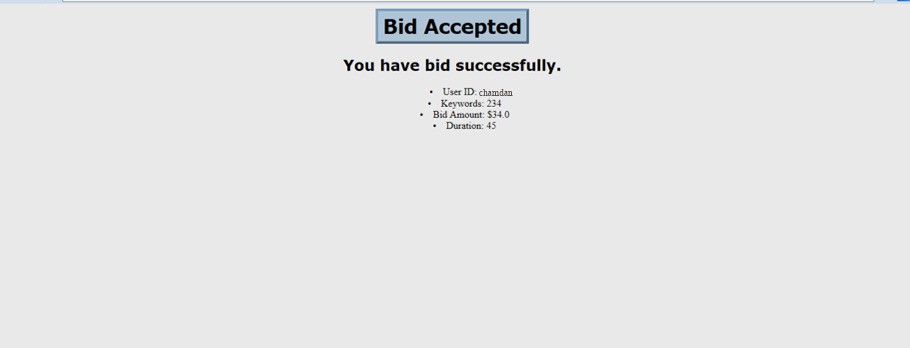 Bid Accepted
You have bid successfully.
• User ID: chamdan
• Keywords: 234
• Bid Amount: $34.0
• Duration: 45